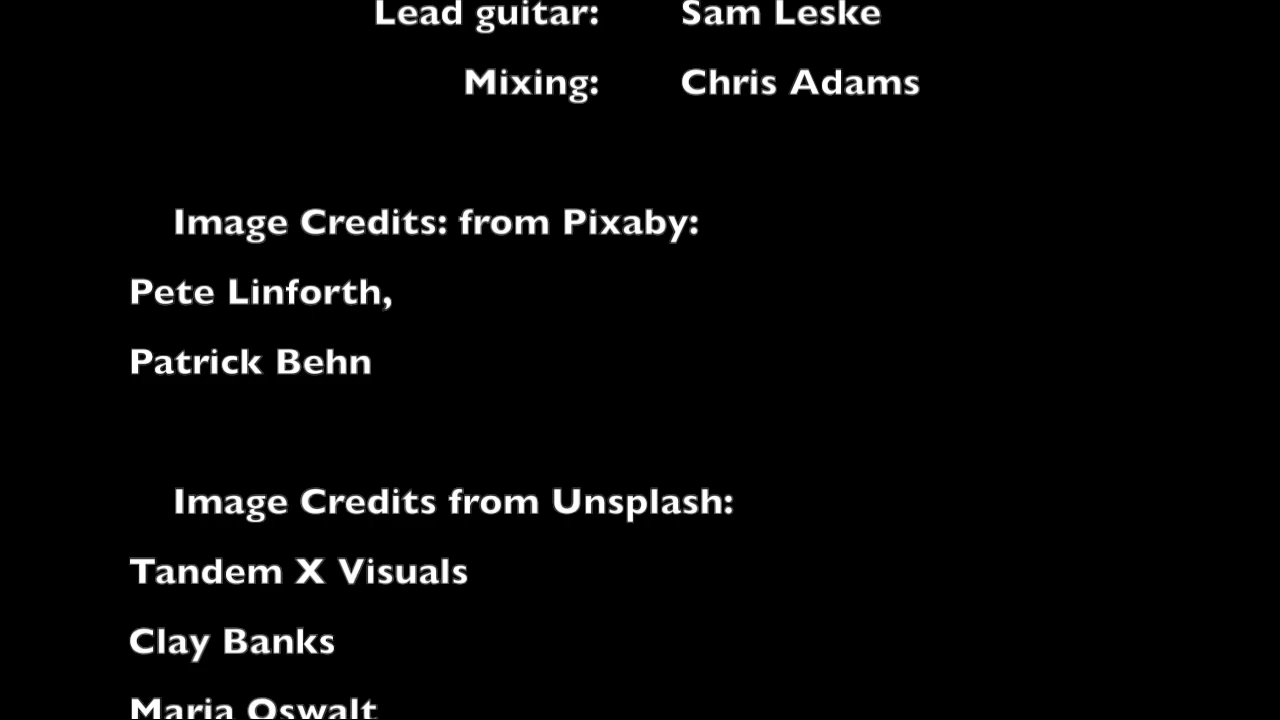 Lead guitar: Sam Leske
Mixing: Chris Adams
Image Credits: from Pixaby:
Pete Linforth,
Patrick Behn
Image Credits from Unsplash:
Tandem X Visuals
Clay Banks
Maria Oswalt